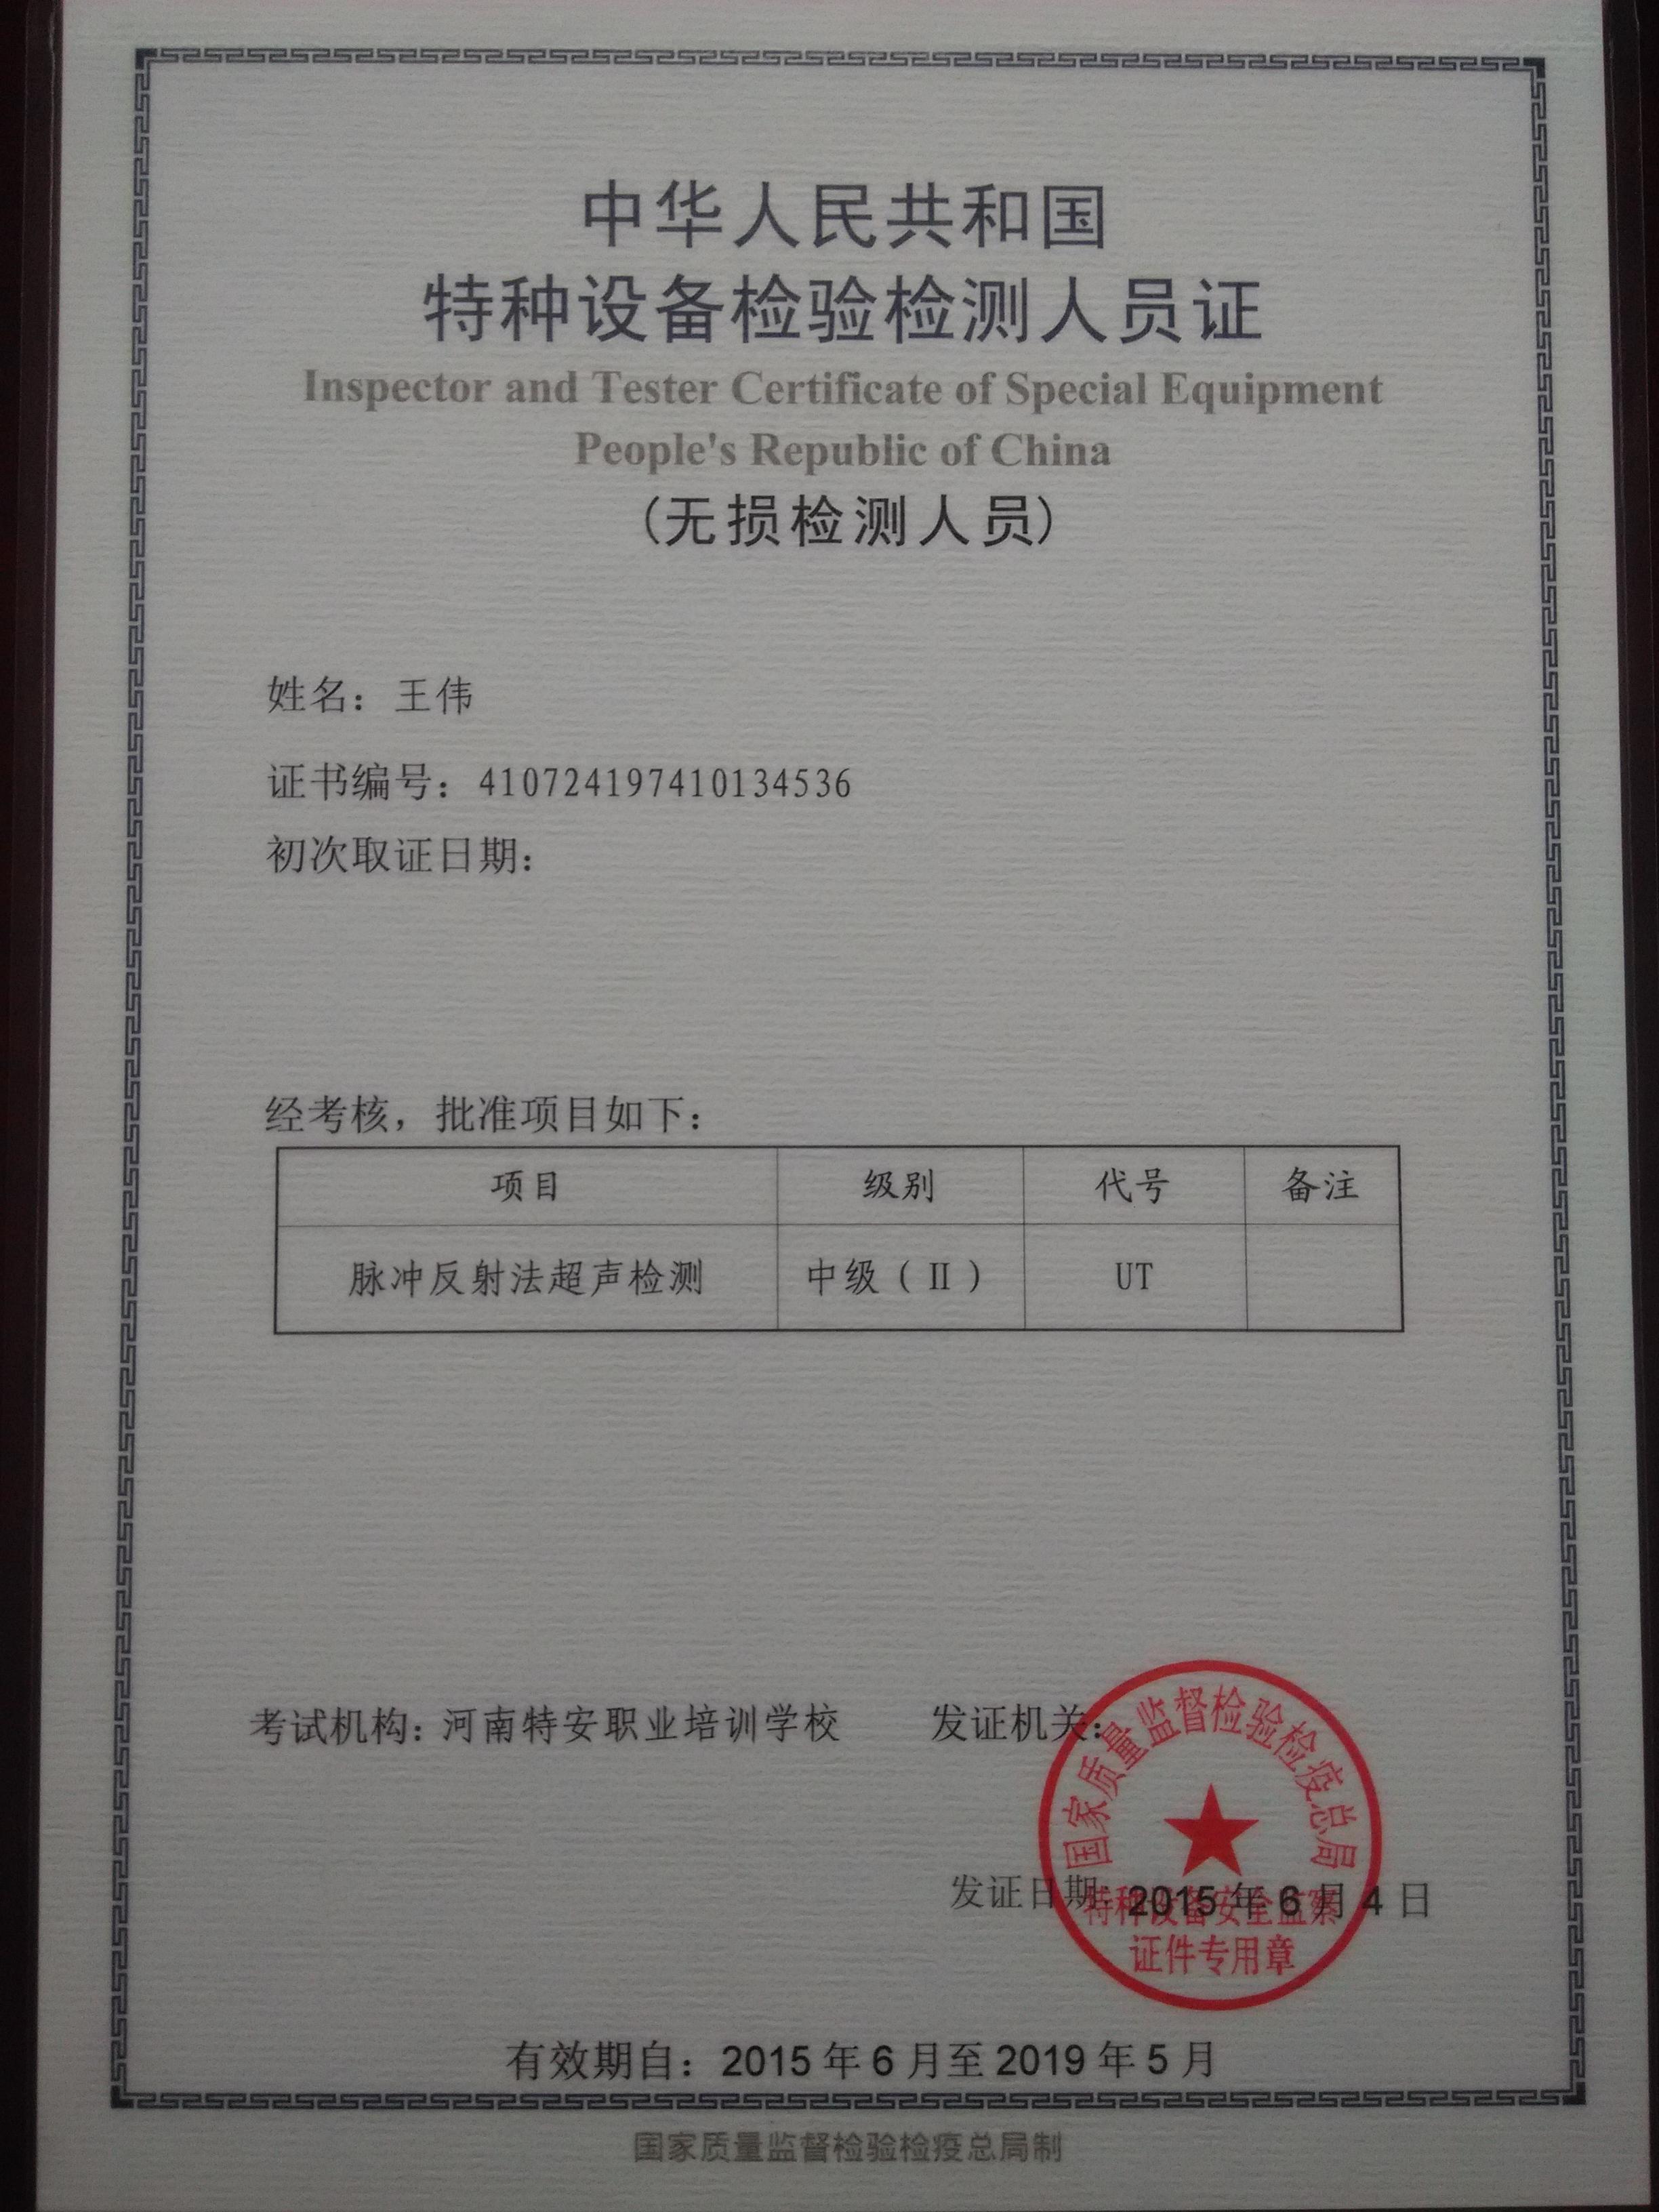 中华人民共和国
特种设备检验检测人员证
Inspector and Tester Certificate of Special Equipment
People's Republic of China
(无损检测人员)
姓名：王伟
证书编号：410724197410134536
初次取证日期：
经考核，批准项目如下：
项目 级别 代号 备注
脉冲反射法超声检测 中级（Ⅱ） UT
考试机构：河南特安职业培训学校 发证机关：
国家质量监督检验检疫总局
发证日期：2015年6月4日
特种设备安全监察
证件专用章
有效期自：2015年6月至2019年5月
国家质量监督检验检疫总局制